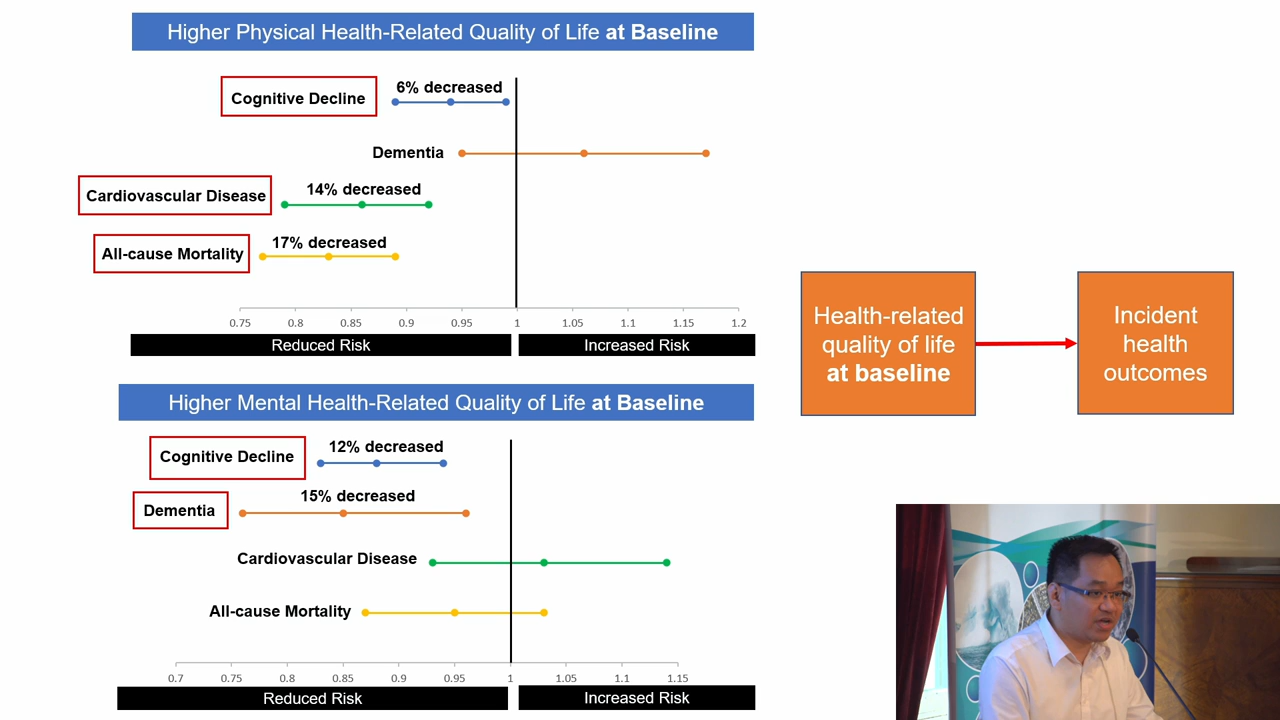 Higher Physical Health-Related Quality of Life at Baseline
6% decreased
Cognitive Decline
Dementia
14% decreased
Cardiovascular Disease
17% decreased
All-cause Mortality
0.75 0.8 0.85 0.9 0.95 1 1.05 1.1 1.15 1.2
Reduced Risk Increased Risk
Higher Mental Health-Related Quality of Life at Baseline
12% decreased
Cognitive Decline
15% decreased
Dementia
Cardiovascular Disease
All-cause Mortality
0.7 0.75 0.8 0.85 0.9 0.95 1 1.05 1.1 1.15
Reduced Risk Increased Risk
Health-related
quality of life
at baseline
Incident
health
outcomes